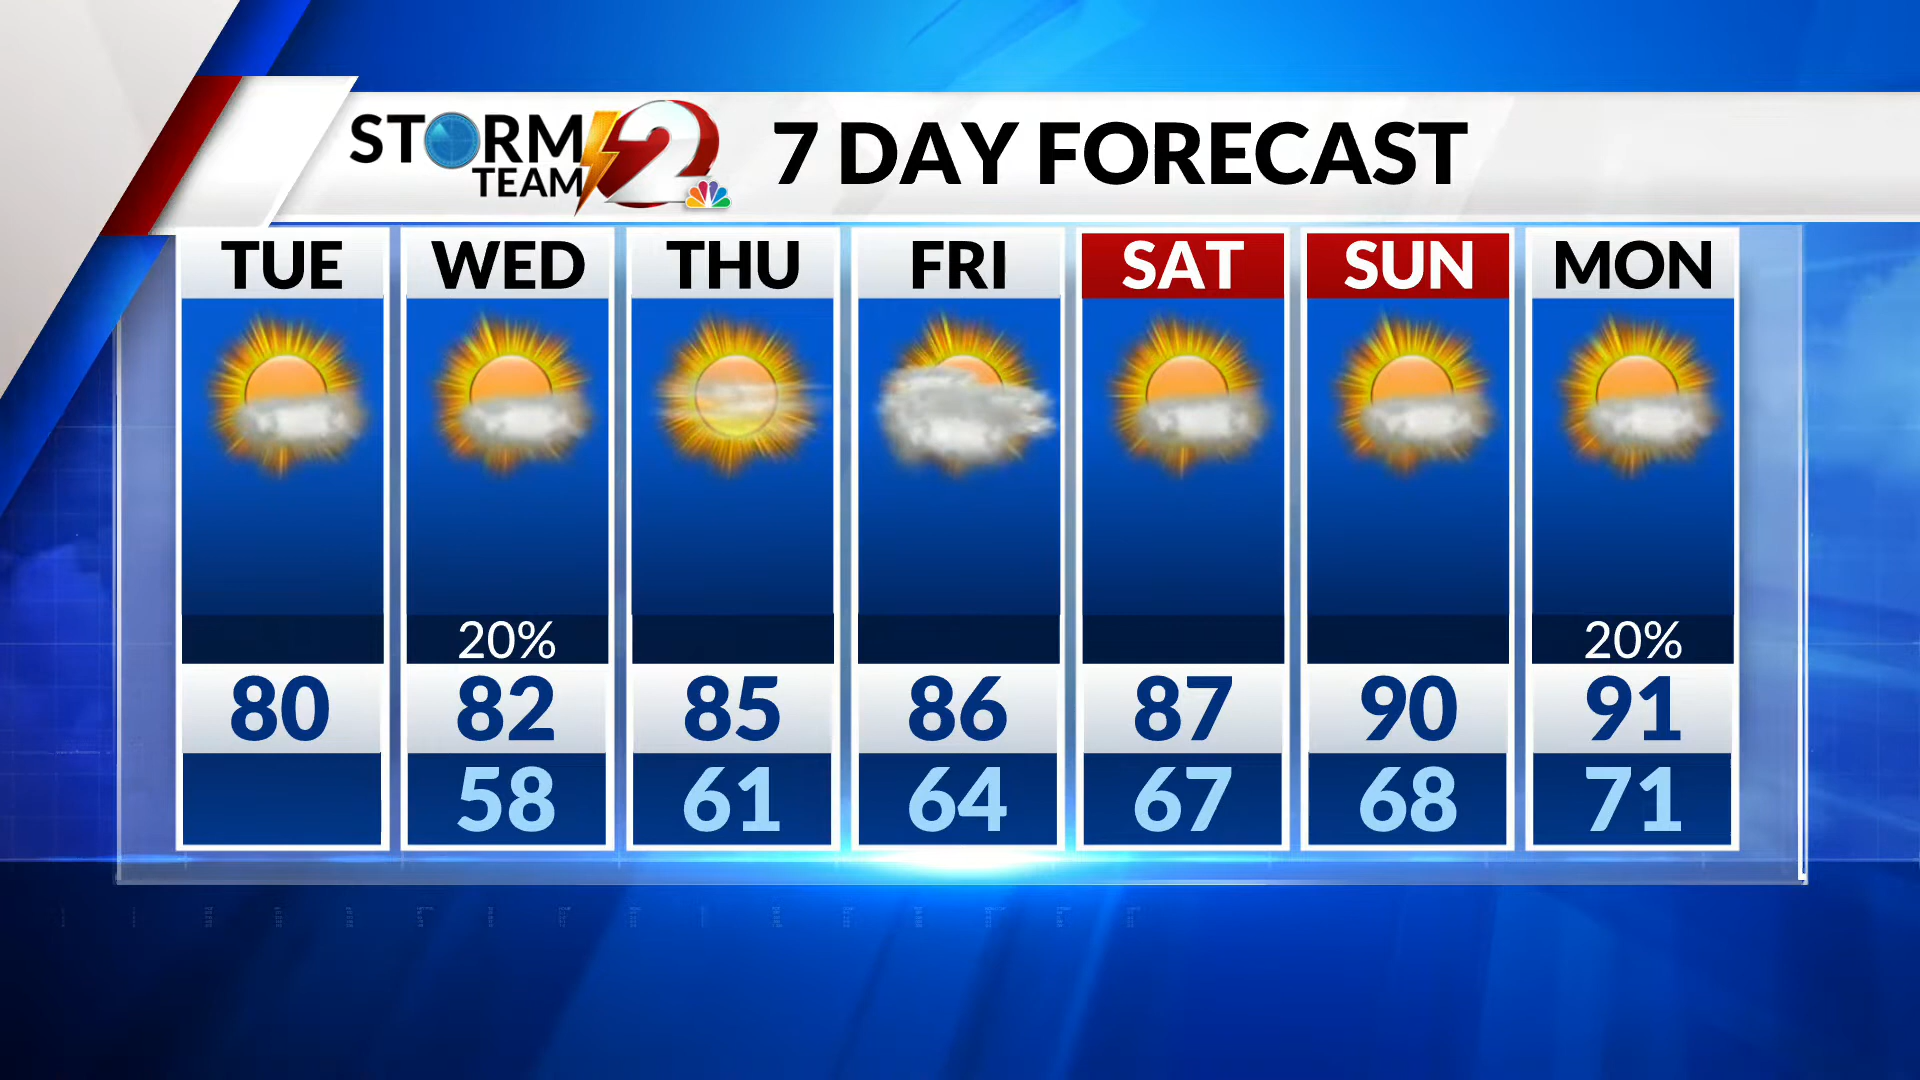 STORM
TEAM 2
7 DAY FORECAST
TUE WED THU FRI SAT SUN MON
20% 20%
80 82 85 86 87 90 91
58 61 64 67 68 71